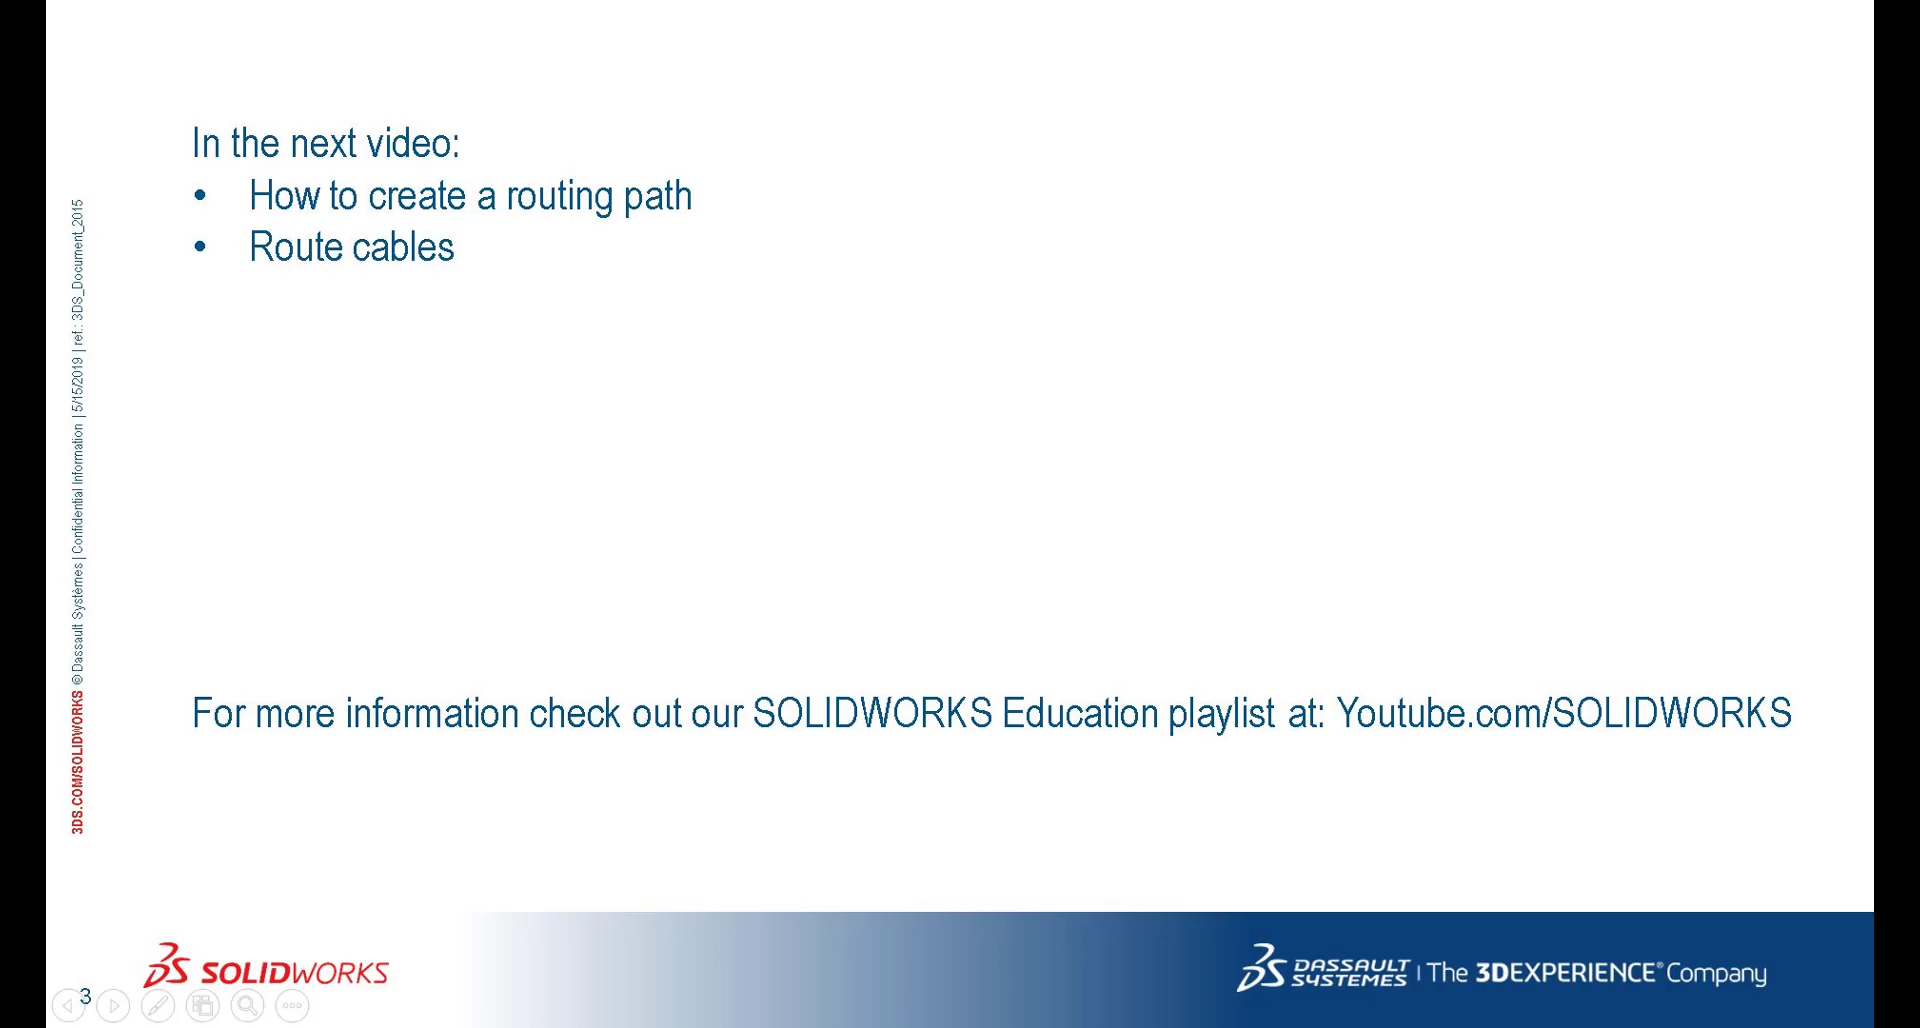 In the next video:
• How to create a routing path
• Route cables
For more information check out our SOLIDWORKS Education playlist at: Youtube.com/SOLIDWORKS
3DS.COM/SOLIDWORKS © Dassault Systèmes | Confidential Information | 5/15/2019 | ref.: 3DS_Document_2015
3
SOLIDWORKS
DASSAULT SYSTEMES | The 3DEXPERIENCE® Company